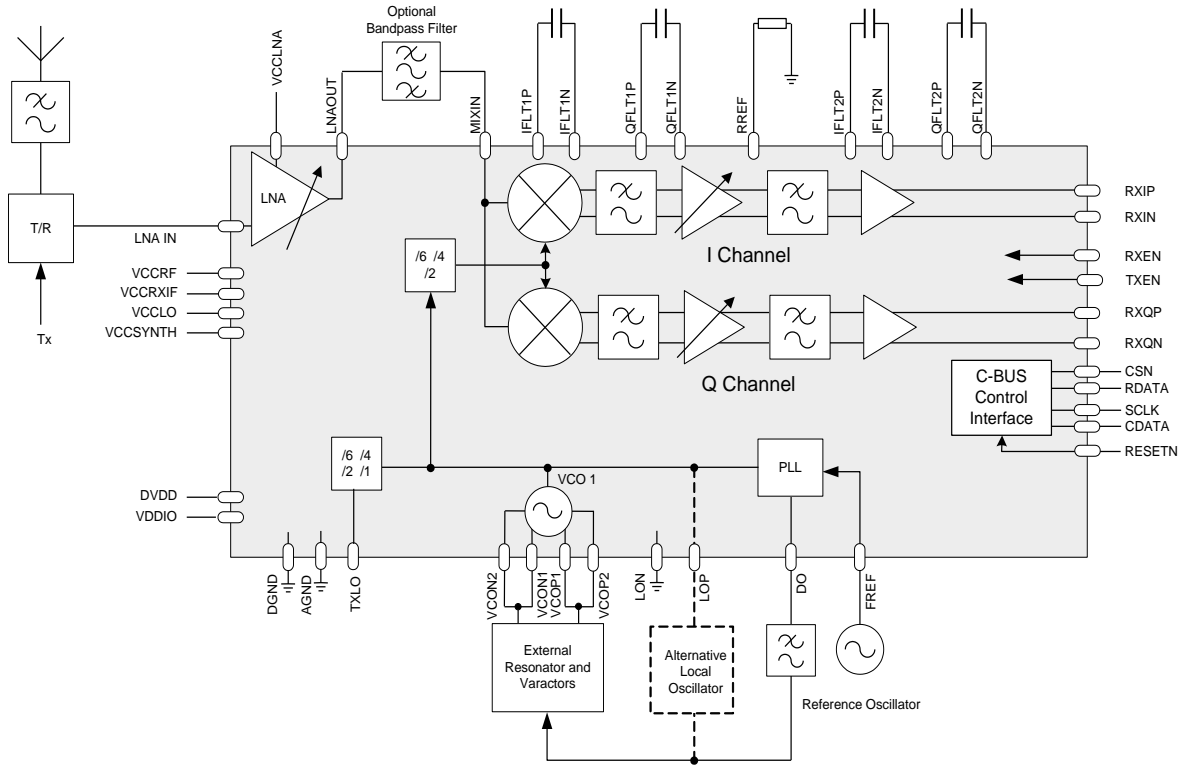 Optional
Bandpass Filter
VCCLNA
LNAOUT
MIXIN
IFLT1P
IFLT1N
QFLT1P
QFLT1N
RREF
IFLT2P
IFLT2N
QFLT2P
QFLT2N
LNA
T/R
LNA IN
Tx
VCCRF
VCCRXIF
VCCLO
VCCSYNTH
/6 /4
/2
I Channel
Q Channel
RXIP
RXIN
RXEN
TXEN
RXQP
RXQN
C-BUS
Control
Interface
CSN
RDATA
SCLK
CDATA
RESETN
/6 /4
/2 /1
VCO 1
PLL
DVDD
VDDIO
DGND
AGND
TXLO
VCON2
VCON1
VCOP1
VCOP2
LON
LOP
DO
FREF
External
Resonator and
Varactors
Alternative
Local
Oscillator
Reference Oscillator